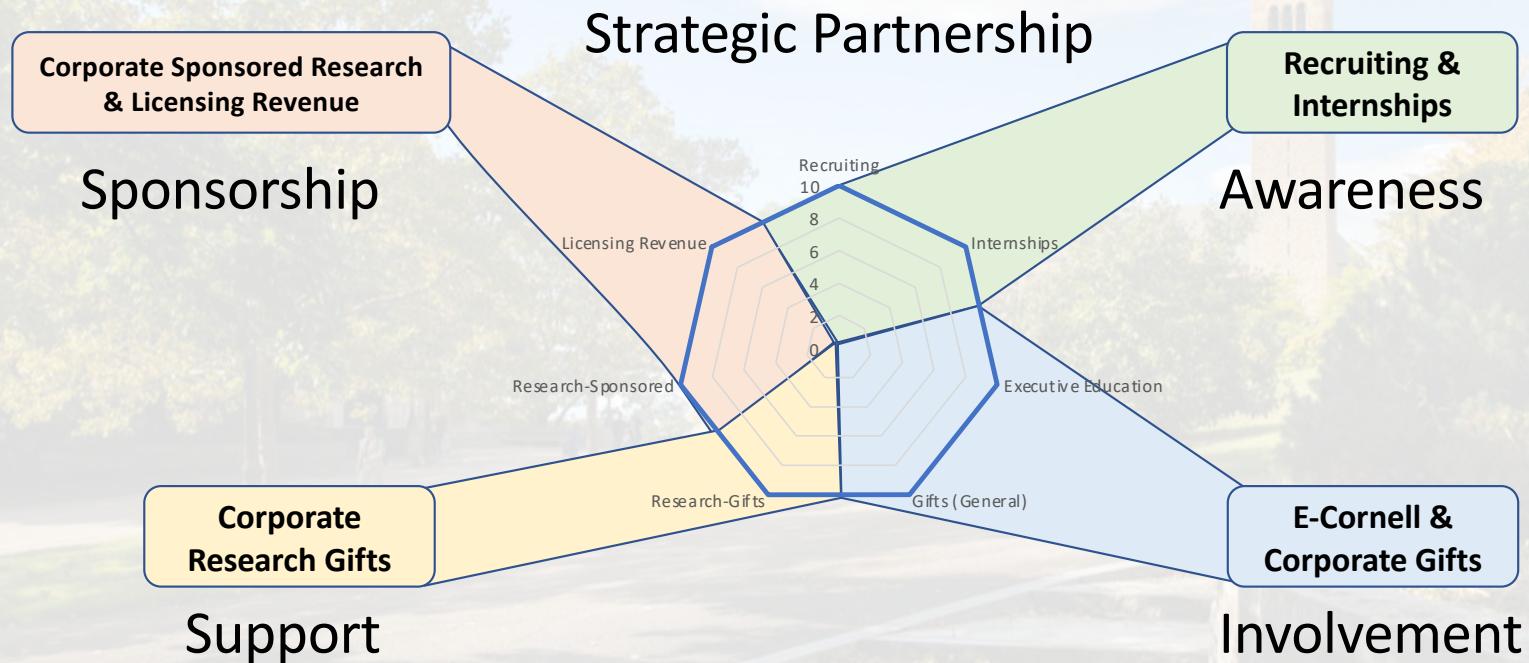 Strategic Partnership
Corporate Sponsored Research
& Licensing Revenue
Sponsorship
Recruiting &
Internships
Awareness
Recruiting
10
8
6
4
2
0
Licensing Revenue
Internships
Research-Sponsored
Executive Education
Research-Gifts
Gifts (General)
Corporate
Research Gifts
Support
E-Cornell &
Corporate Gifts
Involvement